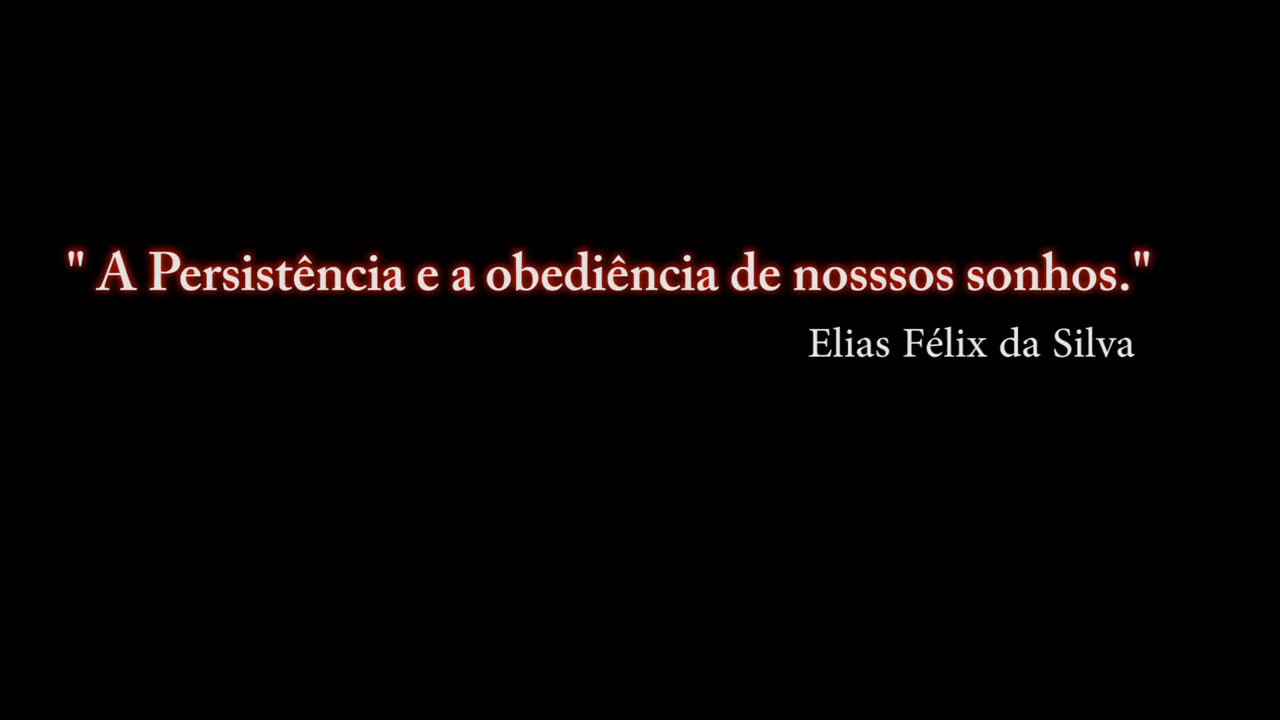 " A Persistência e a obediência de nosssos sonhos."
Elias Félix da Silva